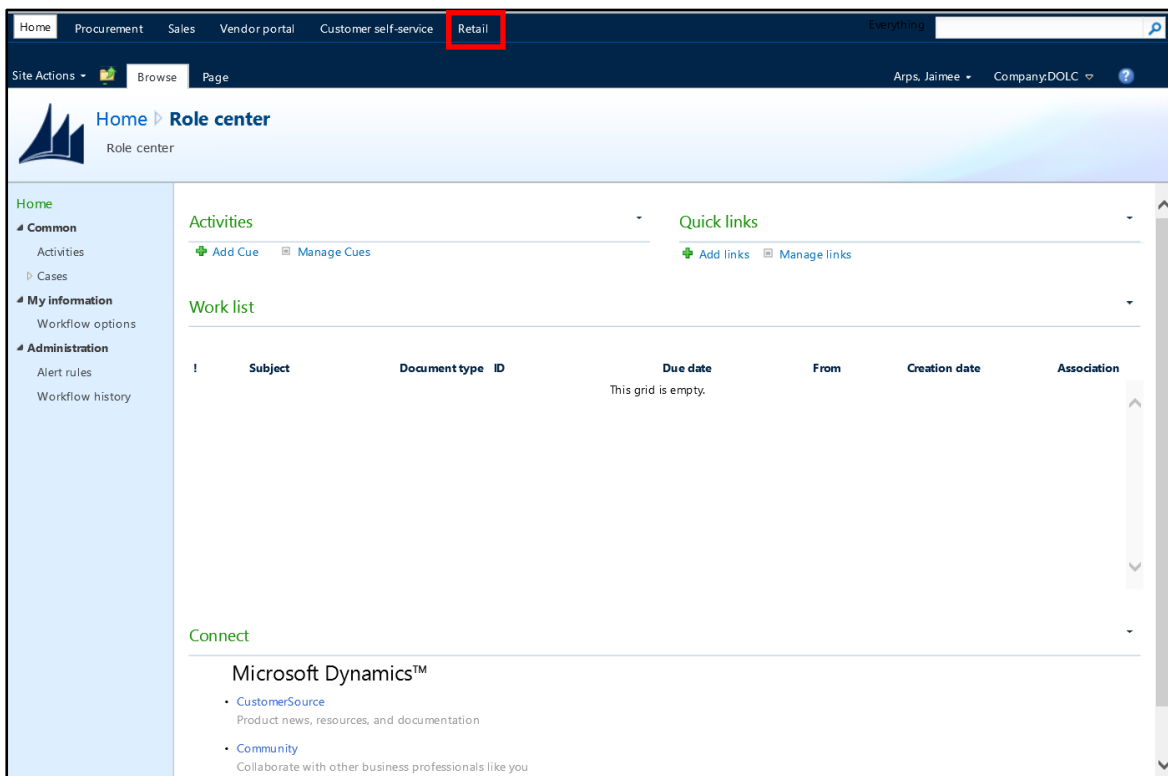 Home Procurement Sales Vendor portal Customer self-service Retail Everything
Site Actions Browse Page Arps, Jaimee Company:DOLC ?
Home Role center
Role center
Home
Common
Activities
Cases
My information
Workflow options
Administration
Alert rules
Workflow history
Activities
Add Cue Manage Cues
Quick links
Add links Manage links
Work list
! Subject Document type ID Due date From Creation date Association
This grid is empty.
Connect
Microsoft Dynamics™
• CustomerSource
Product news, resources, and documentation
• Community
Collaborate with other business professionals like you